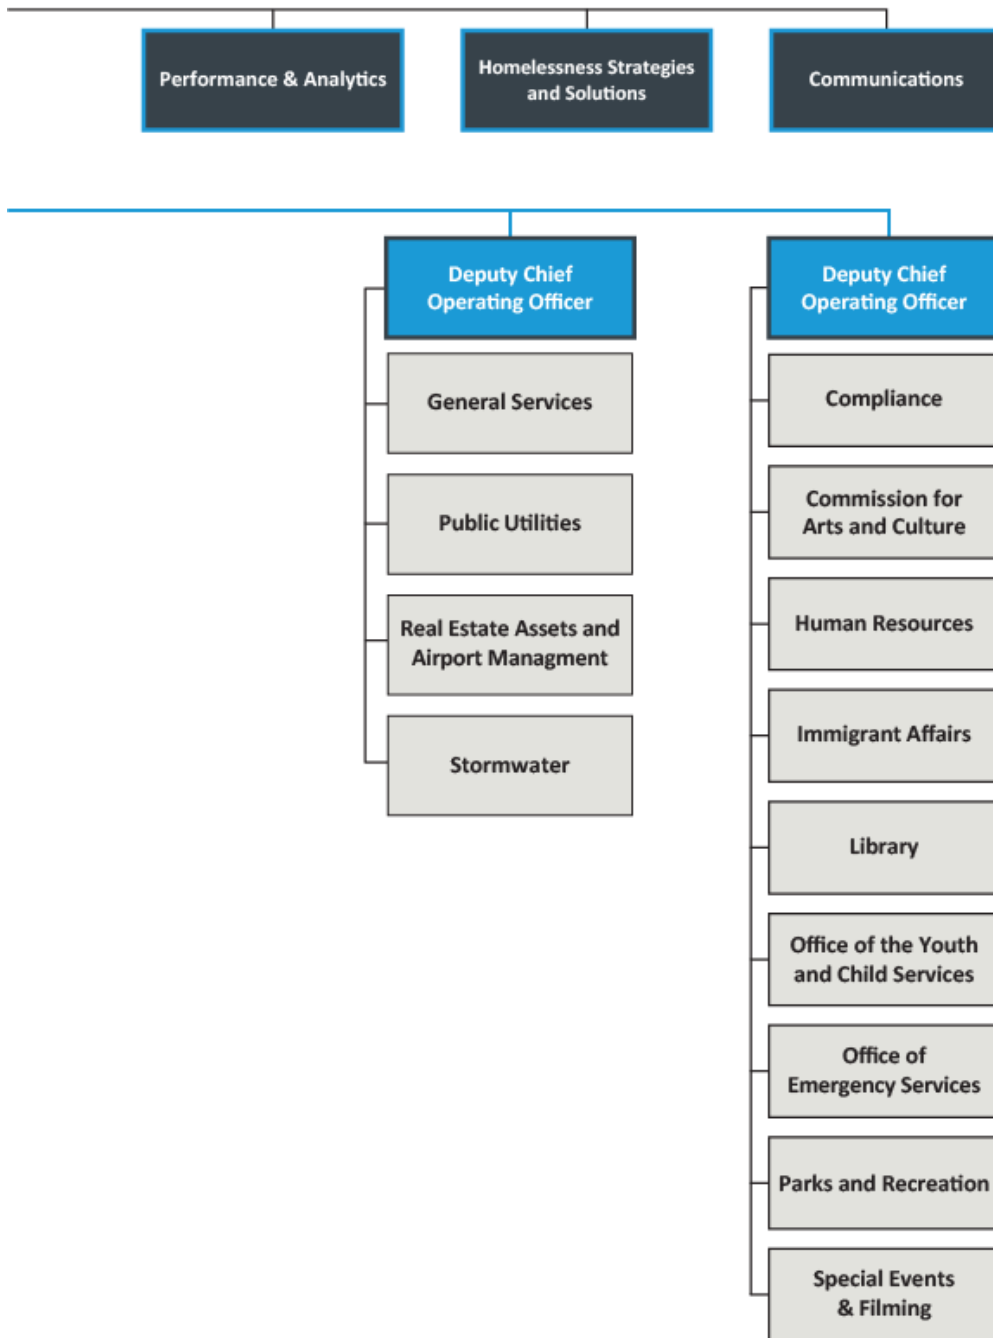 Performance & Analytics
Homelessness Strategies
and Solutions
Communications
Deputy Chief
Operating Officer
General Services
Public Utilities
Real Estate Assets and
Airport Managment
Stormwater
Deputy Chief
Operating Officer
Compliance
Commission for
Arts and Culture
Human Resources
Immigrant Affairs
Library
Office of the Youth
and Child Services
Office of
Emergency Services
Parks and Recreation
Special Events
& Filming